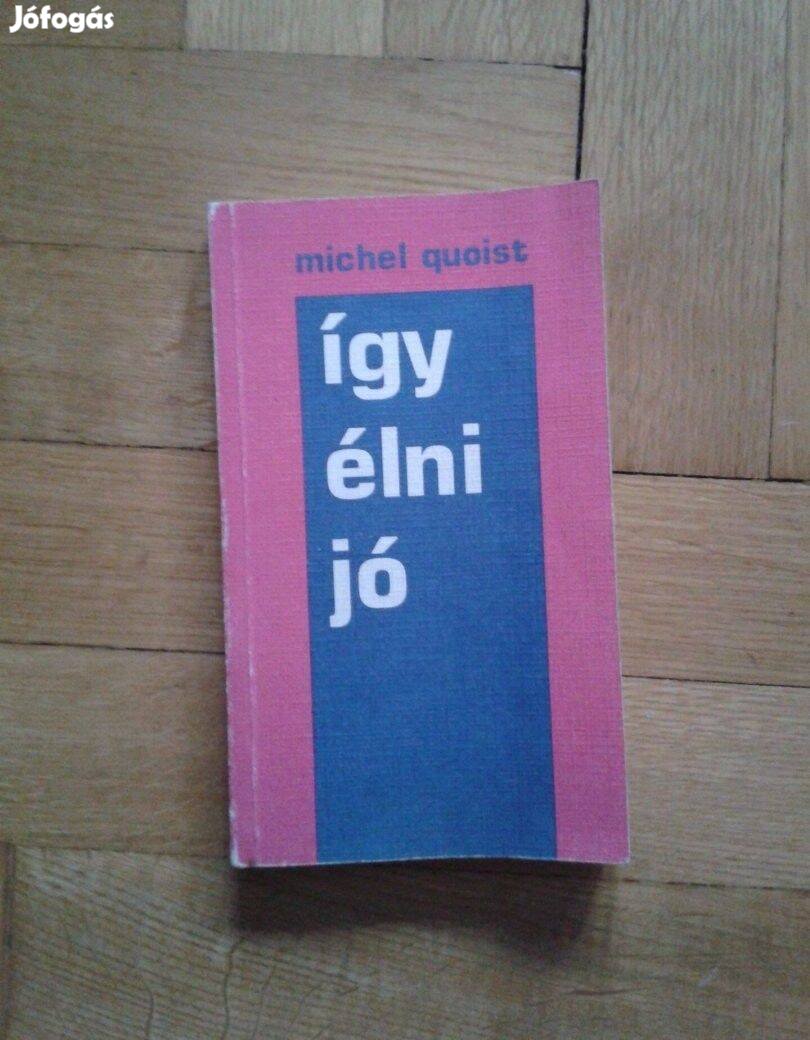 Jófogás
michel quoist
így
élni
jó